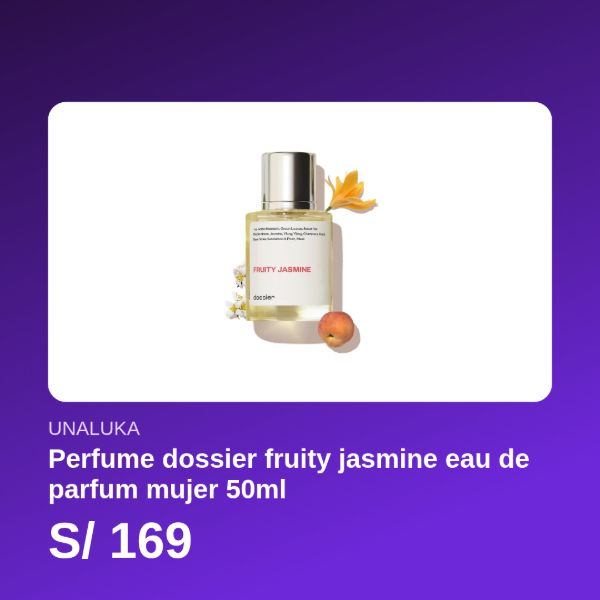 FRUITY JASMINE
dossier
UNALUKA
Perfume dossier fruity jasmine eau de
parfum mujer 50ml
S/ 169